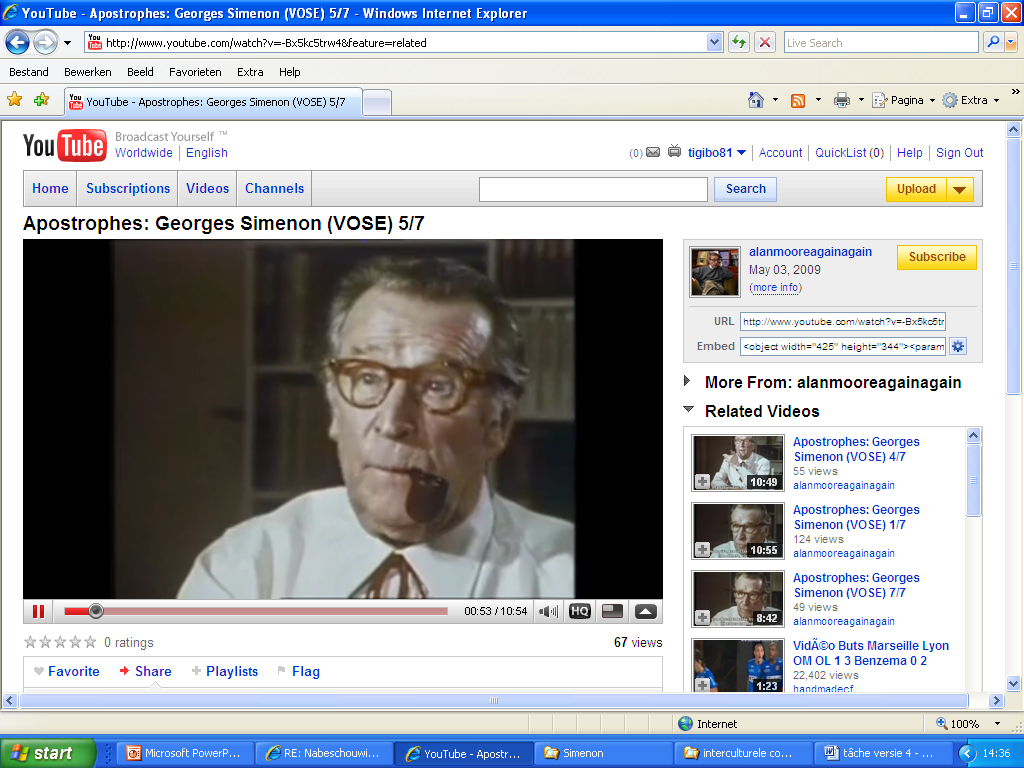 YouTube - Apostrophes: Georges Simenon (VOSE) 5/7 - Windows Internet Explorer
http://www.youtube.com/watch?v=-Bx5kc5trw4&feature=related
Live Search
Bestand Bewerken Beeld Favorieten Extra Help
YouTube - Apostrophes: Georges Simenon (VOSE) 5/7
Pagina Extra
YouTube Broadcast Yourself ™
Worldwide English
(0) tigibo81 Account QuickList (0) Help Sign Out
Home Subscriptions Videos Channels Search Upload
Apostrophes: Georges Simenon (VOSE) 5/7
alanmooreagainagain
May 03, 2009
(more info)
Subscribe
URL http://www.youtube.com/watch?v=-Bx5kc5tr
Embed <object width="425" height="344"><param
More From: alanmooreagainagain
Related Videos
Apostrophes: Georges
Simenon (VOSE) 4/7
55 views
alanmooreagainagain
10:49
Apostrophes: Georges
Simenon (VOSE) 1/7
124 views
alanmooreagainagain
10:55
Apostrophes: Georges
Simenon (VOSE) 7/7
49 views
alanmooreagainagain
8:42
VidÃ©o Buts Marseille Lyon
OM OL 1 3 Benzema 0 2
22,402 views
handmadecf
1:23
00:53 / 10:54 HQ
0 ratings 67 views
Favorite Share Playlists Flag
Internet 100%
start Microsoft PowerP... RE: Nabeschouwi... YouTube - Apostr... Simenon interculturele co... tâche versie 4 - ... 14:36